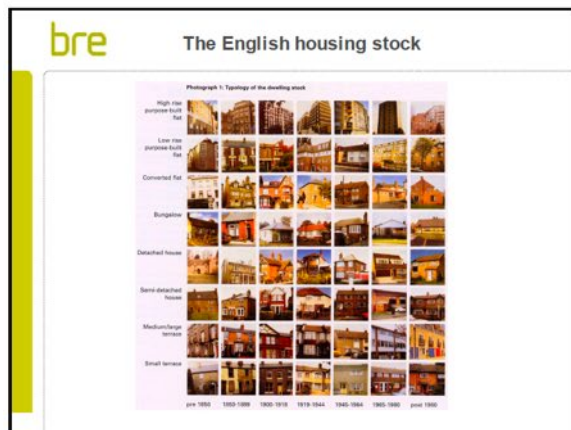 bre
The English housing stock
Photograph 1: Typology of the dwelling stock
High rise
purpose-built
flat
Low rise
purpose-built
flat
Converted flat
Bungalow
Detached house
Semi-detached
house
Medium/large
terrace
Small terrace
pre 1850 1850-1899 1900-1918 1919-1944 1945-1964 1965-1980 post 1980